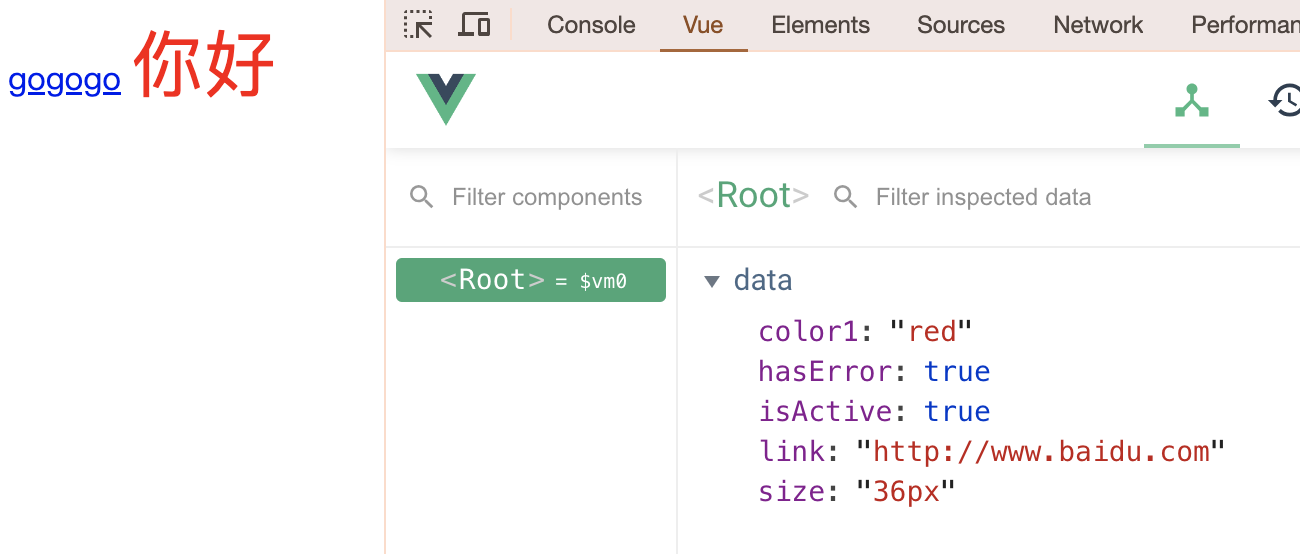 gogogo 你好
Console Vue Elements Sources Network Performan
Filter components
<Root> Filter inspected data
<Root> = $vm0
data
color1: "red"
hasError: true
isActive: true
link: "http://www.baidu.com"
size: "36px"